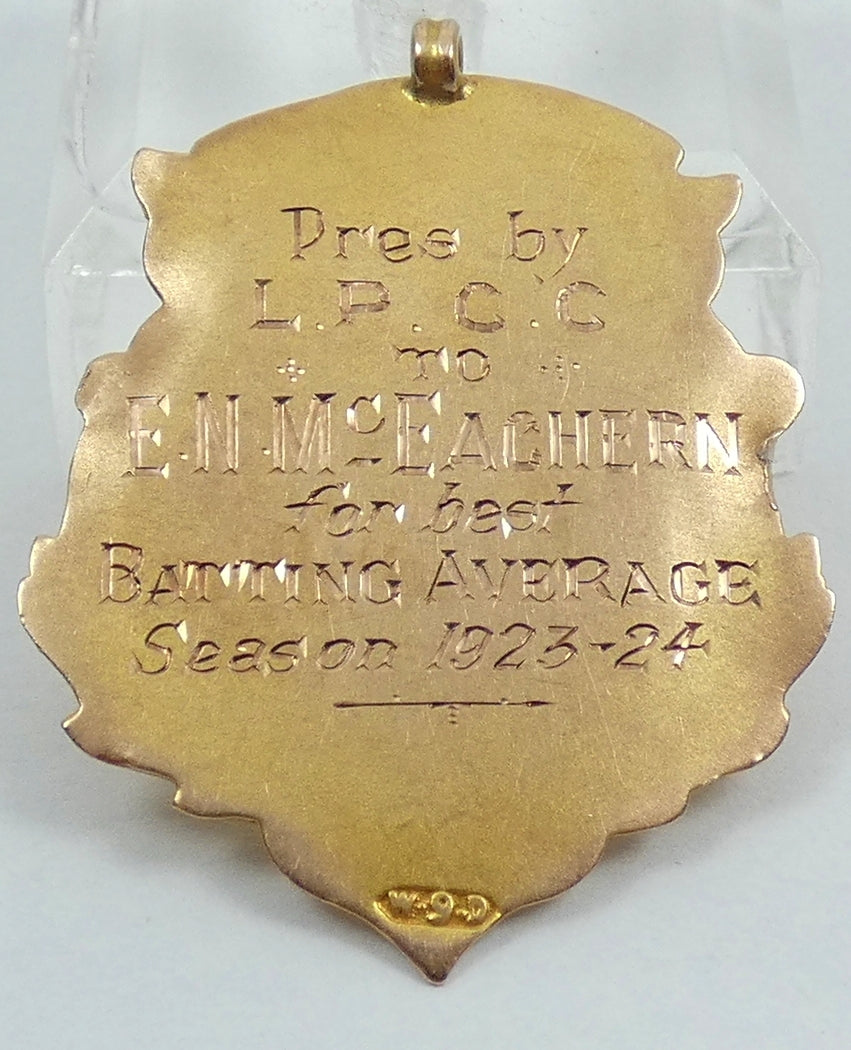 Pres by
L.P.C.C
TO
E.N.McEACHERN
for best
BATTING AVERAGE
Season 1923-24
W-9-D